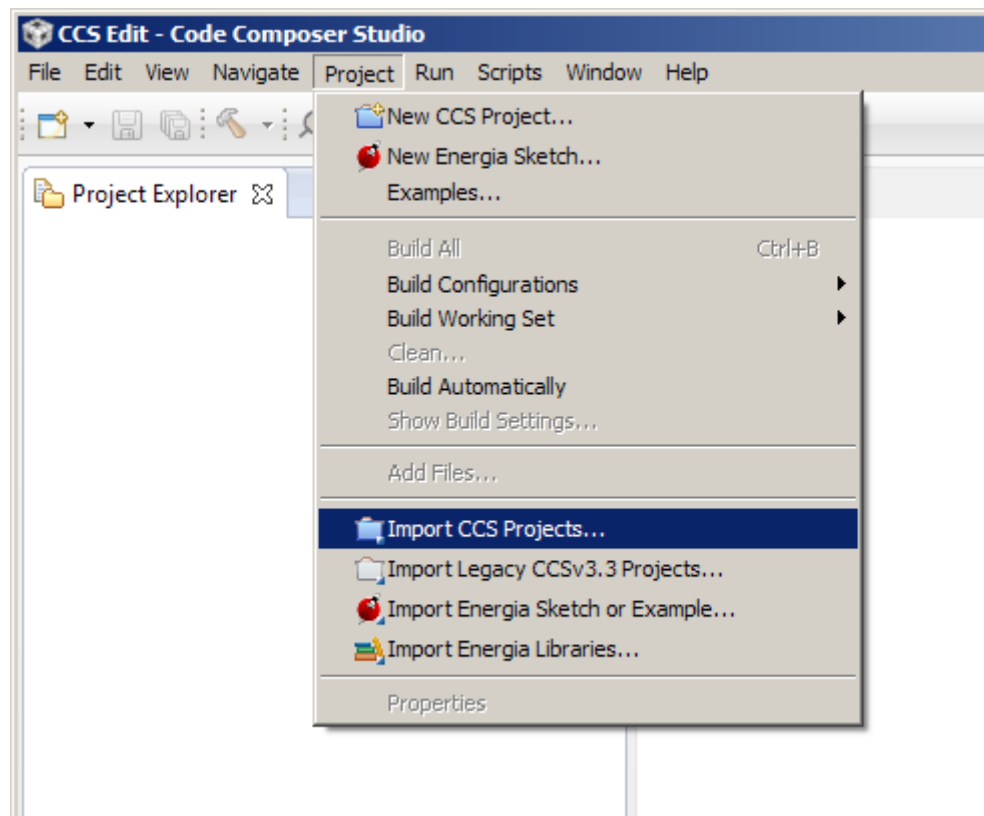 CCS Edit - Code Composer Studio
File Edit View Navigate Project Run Scripts Window Help
New CCS Project...
New Energia Sketch...
Project Explorer
Examples...
Build All Ctrl+B
Build Configurations
Build Working Set
Clean...
Build Automatically
Show Build Settings...
Add Files...
Import CCS Projects...
Import Legacy CCSv3.3 Projects...
Import Energia Sketch or Example...
Import Energia Libraries...
Properties